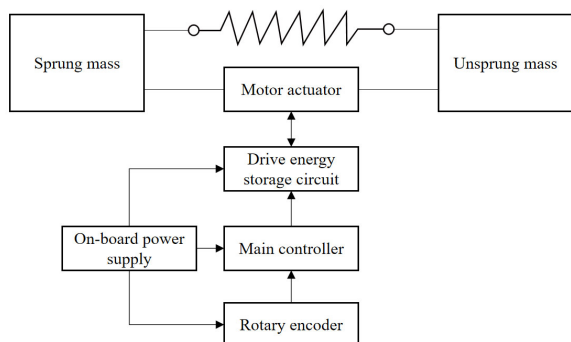 Sprung mass
Unsprung mass
Motor actuator
Drive energy
storage circuit
On-board power
supply
Main controller
Rotary encoder